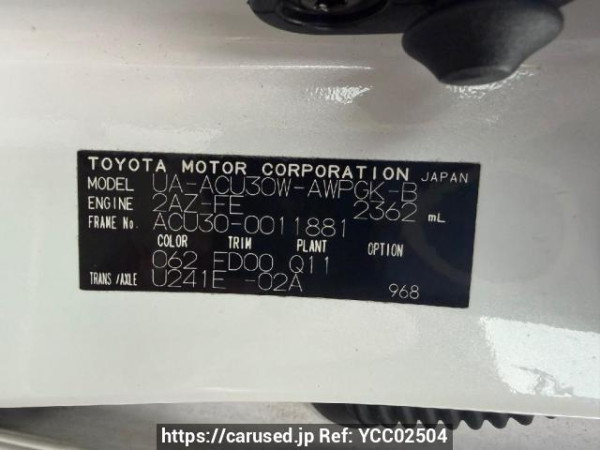 TOYOTA MOTOR CORPORATION JAPAN
MODEL UA-ACU30W-AWPGK-B
ENGINE 2AZ-FE 2362 mL
FRAME No. ACU30-0011881
COLOR TRIM PLANT OPTION
062 FD00 Q11
TRANS/AXLE U241E -02A 968
https://carused.jp Ref: YCC02504